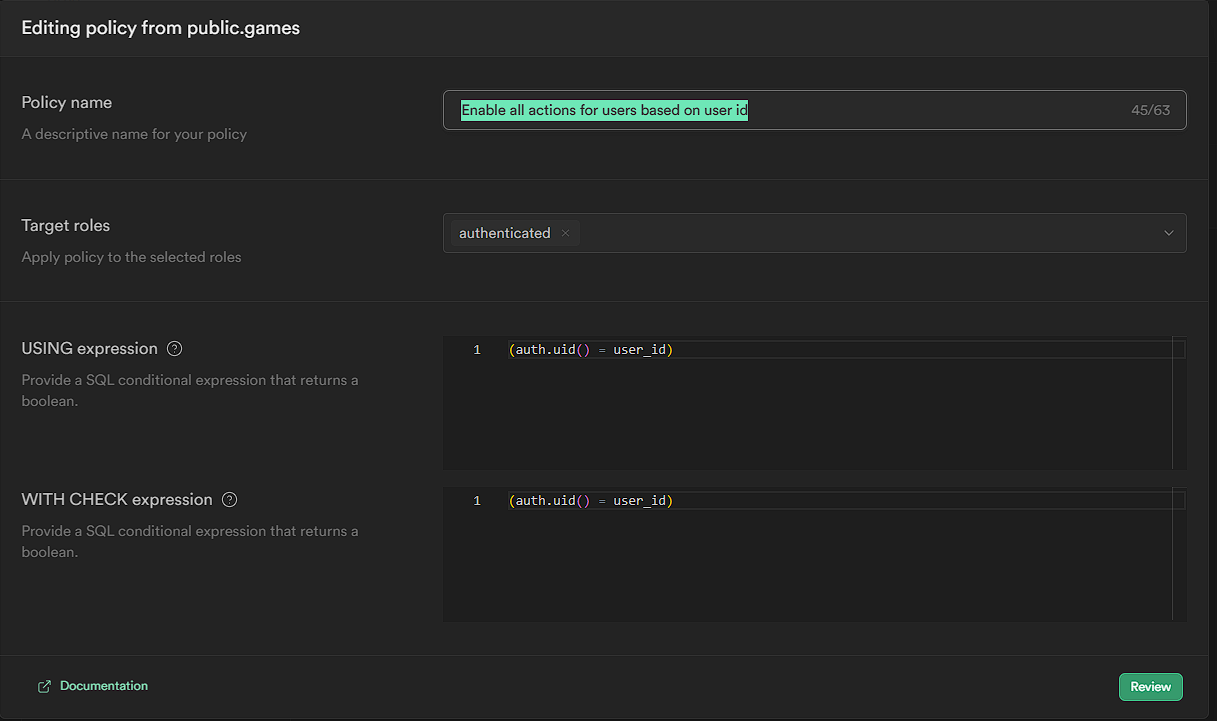 Editing policy from public.games
Policy name
A descriptive name for your policy
Enable all actions for users based on user id
45/63
Target roles
Apply policy to the selected roles
authenticated ×
USING expression ?
Provide a SQL conditional expression that returns a
boolean.
1 (auth.uid() = user_id)
WITH CHECK expression ?
Provide a SQL conditional expression that returns a
boolean.
1 (auth.uid() = user_id)
Documentation
Review